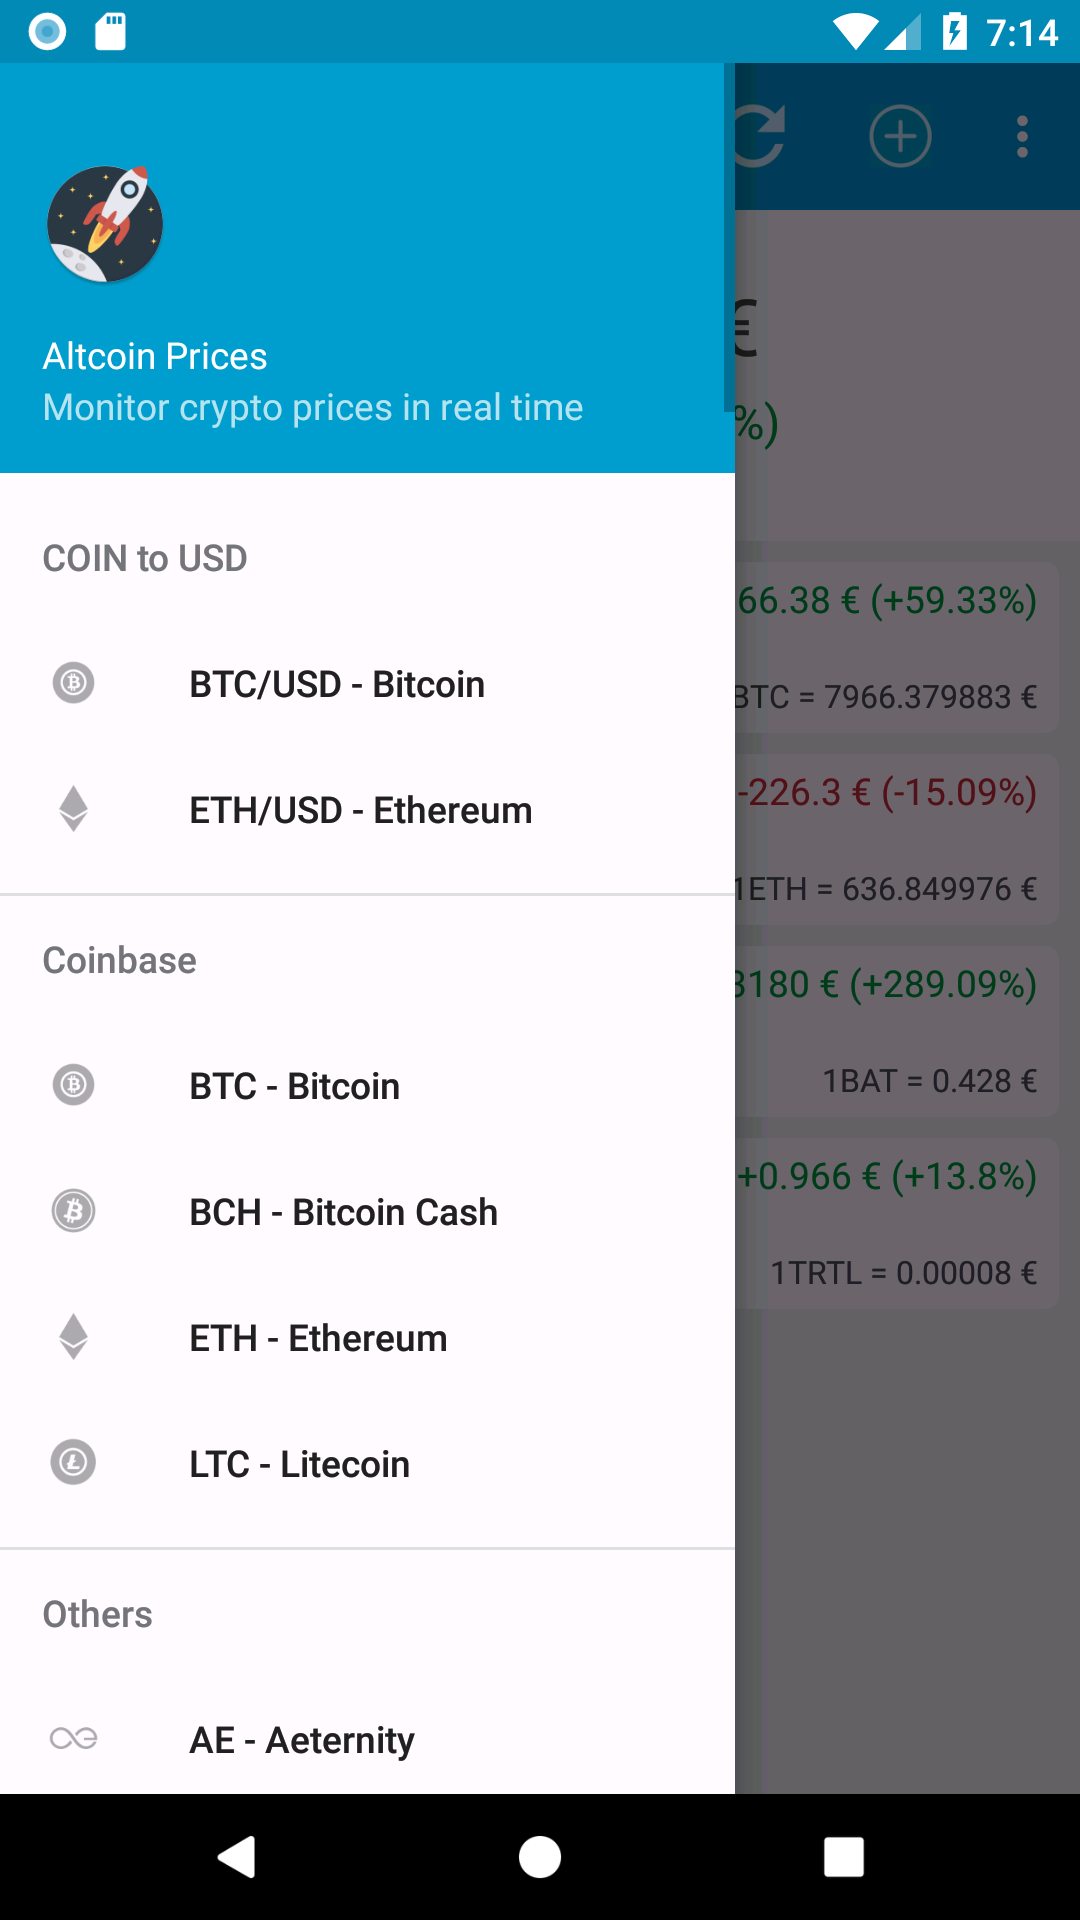 7:14
Altcoin Prices
Monitor crypto prices in real time
€
%)
COIN to USD
66.38 € (+59.33%)
BTC/USD - Bitcoin
BTC = 7966.379883 €
-226.3 € (-15.09%)
ETH/USD - Ethereum
1ETH = 636.849976 €
Coinbase
3180 € (+289.09%)
BTC - Bitcoin
1BAT = 0.428 €
+0.966 € (+13.8%)
BCH - Bitcoin Cash
1TRTL = 0.00008 €
ETH - Ethereum
LTC - Litecoin
Others
AE - Aeternity